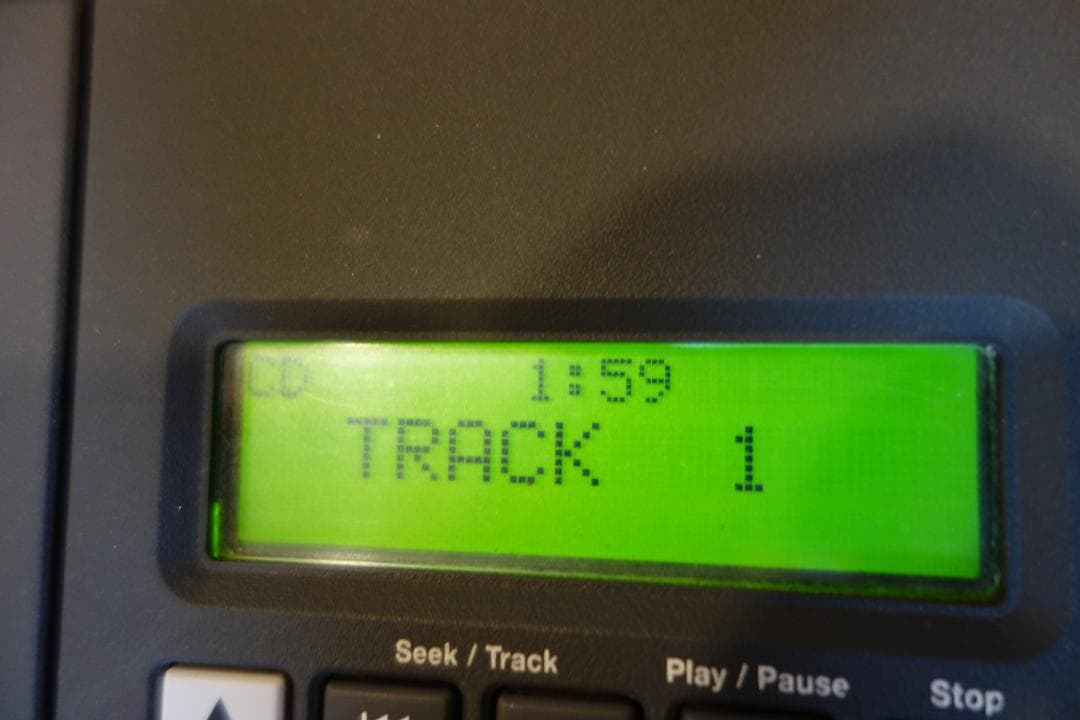 CD 1:59
TRACK 1
Seek / Track Play / Pause Stop